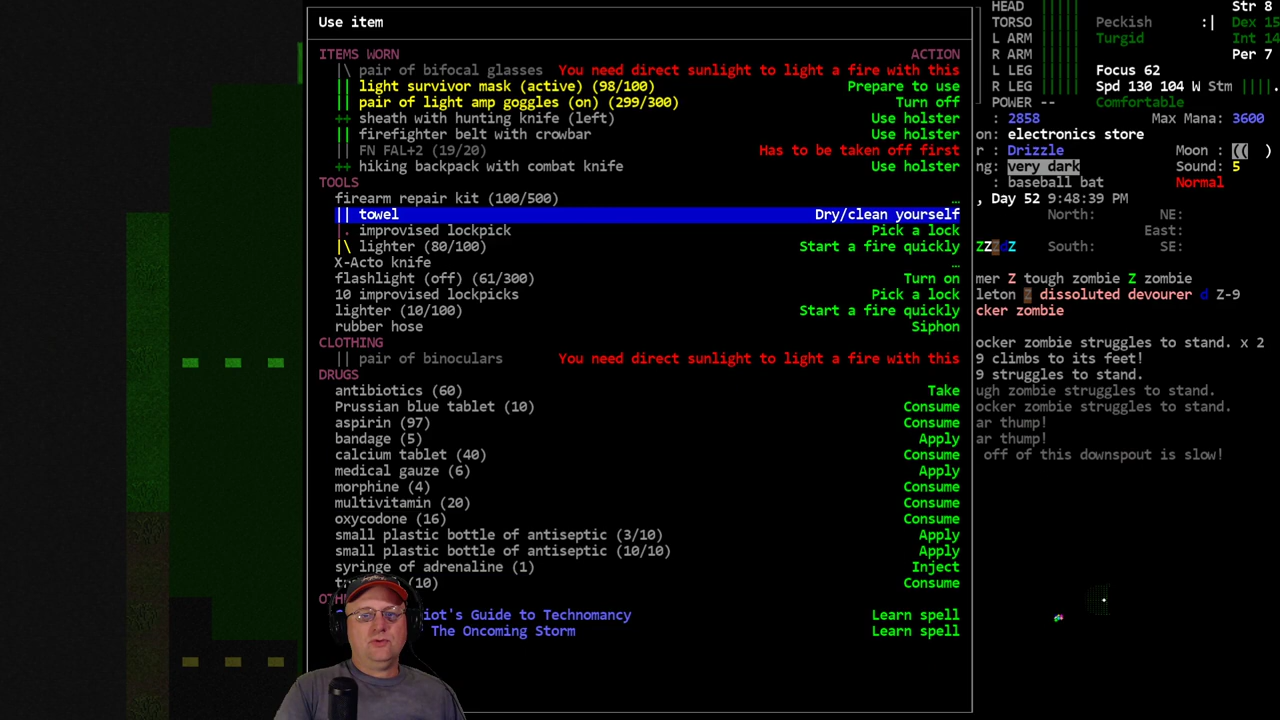 Use item
ITEMS WORN ACTION
|\ pair of bifocal glasses You need direct sunlight to light a fire with this
|| light survivor mask (active) (98/100) Prepare to use
|| pair of light amp goggles (on) (299/300) Turn off
++ sheath with hunting knife (left) Use holster
|| firefighter belt with crowbar Use holster
|| FN FAL+2 (19/20) Has to be taken off first
++ hiking backpack with combat knife Use holster
TOOLS
firearm repair kit (100/500) …
|| towel Dry/clean yourself
|. improvised lockpick Pick a lock
|\ lighter (80/100) Start a fire quickly
X-Acto knife …
flashlight (off) (61/300) Turn on
10 improvised lockpicks Pick a lock
lighter (10/100) Start a fire quickly
rubber hose Siphon
CLOTHING
|| pair of binoculars You need direct sunlight to light a fire with this
DRUGS
antibiotics (60) Take
Prussian blue tablet (10) Consume
aspirin (97) Consume
bandage (5) Apply
calcium tablet (40) Consume
medical gauze (6) Apply
morphine (4) Consume
multivitamin (20) Consume
oxycodone (16) Consume
small plastic bottle of antiseptic (3/10) Apply
small plastic bottle of antiseptic (10/10) Apply
syringe of adrenaline (1) Inject
(10) Consume
iot's Guide to Technomancy Learn spell
The Oncoming Storm Learn spell
HEAD ||||| Str 8
TORSO ||||| Peckish :| Dex 15
L ARM ||||| Turgid Int 14
R ARM ||||| Per 7
L LEG ||||| Focus 62
R LEG ||||| Spd 130 104 W Stm ||||.
POWER -- Comfortable
: 2858 Max Mana: 3600
on: electronics store
r : Drizzle Moon : (( )
ng: very dark Sound: 5
: baseball bat Normal
, Day 52 9:48:39 PM
North: NE:
East:
ZZZdZ South: SE:
mer Z tough zombie Z zombie
leton Z dissoluted devourer d Z-9
cker zombie
ocker zombie struggles to stand. x 2
9 climbs to its feet!
9 struggles to stand.
ugh zombie struggles to stand.
ocker zombie struggles to stand.
ar thump!
ar thump!
off of this downspout is slow!